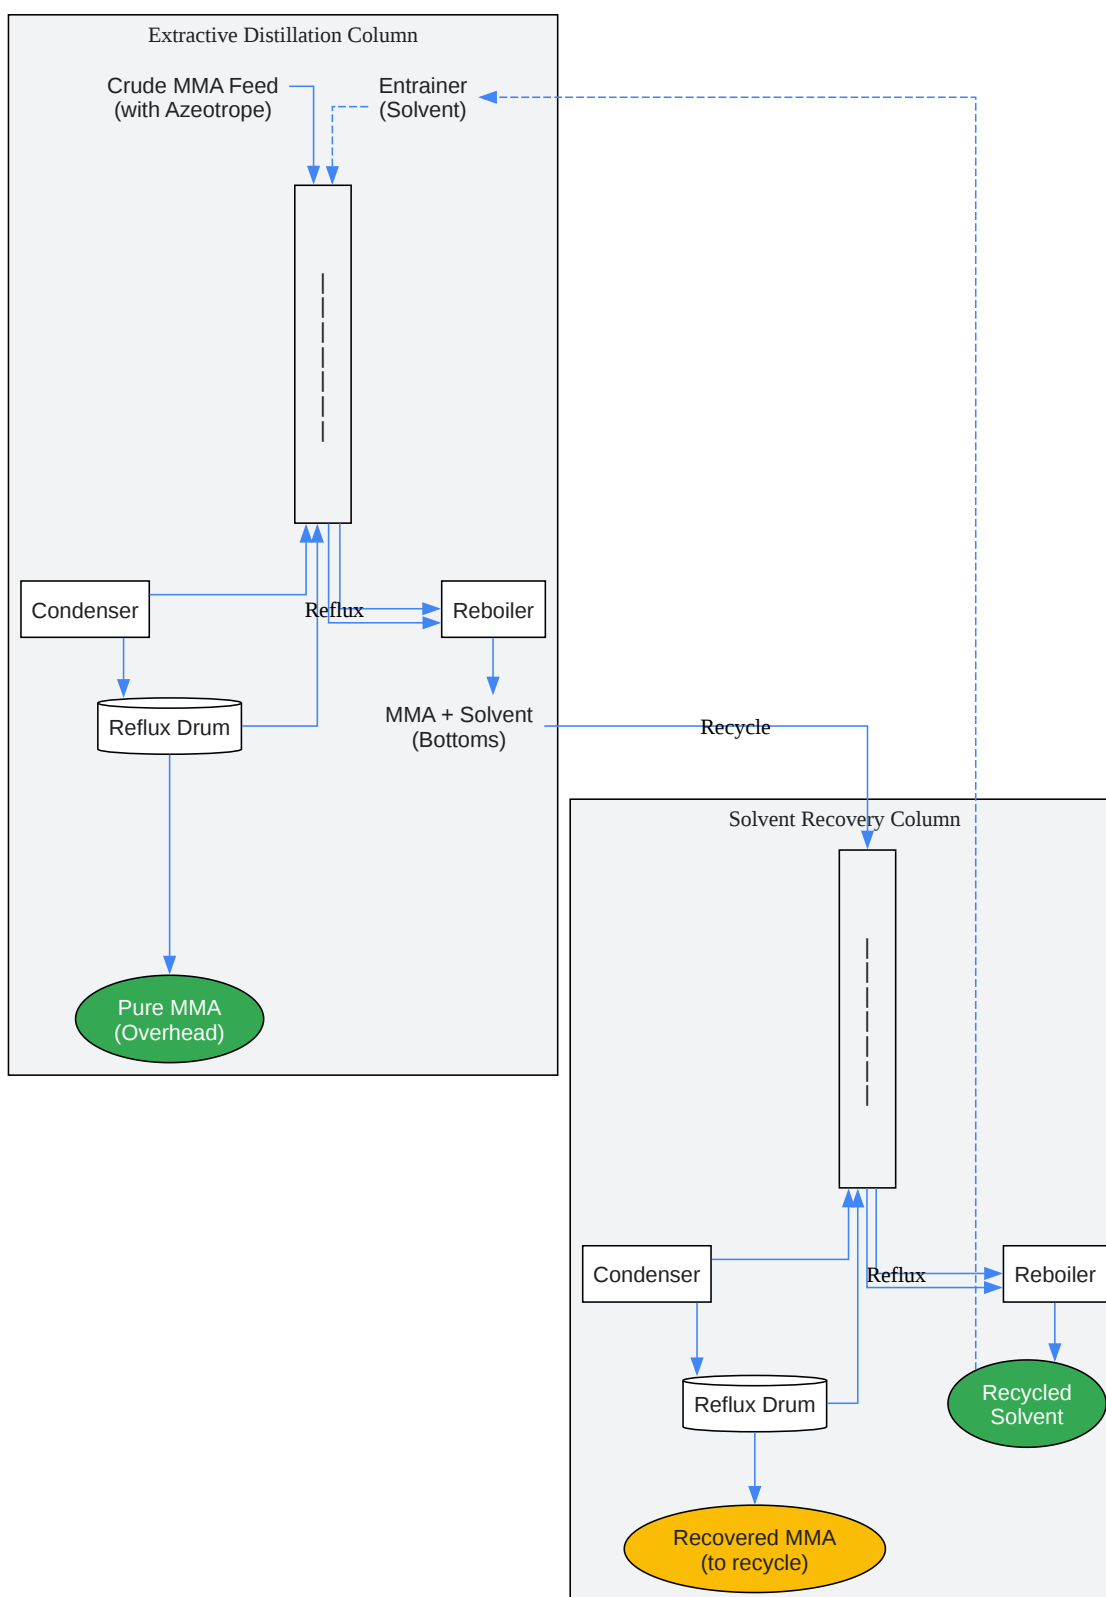 Extractive Distillation Column
Crude MMA Feed
(with Azeotrope)
Entrainer
(Solvent)
Condenser
Reflux
Reboiler
Reflux Drum
MMA + Solvent
(Bottoms)
Recycle
Pure MMA
(Overhead)
Solvent Recovery Column
Condenser
Reflux
Reboiler
Reflux Drum
Recycled
Solvent
Recovered MMA
(to recycle)